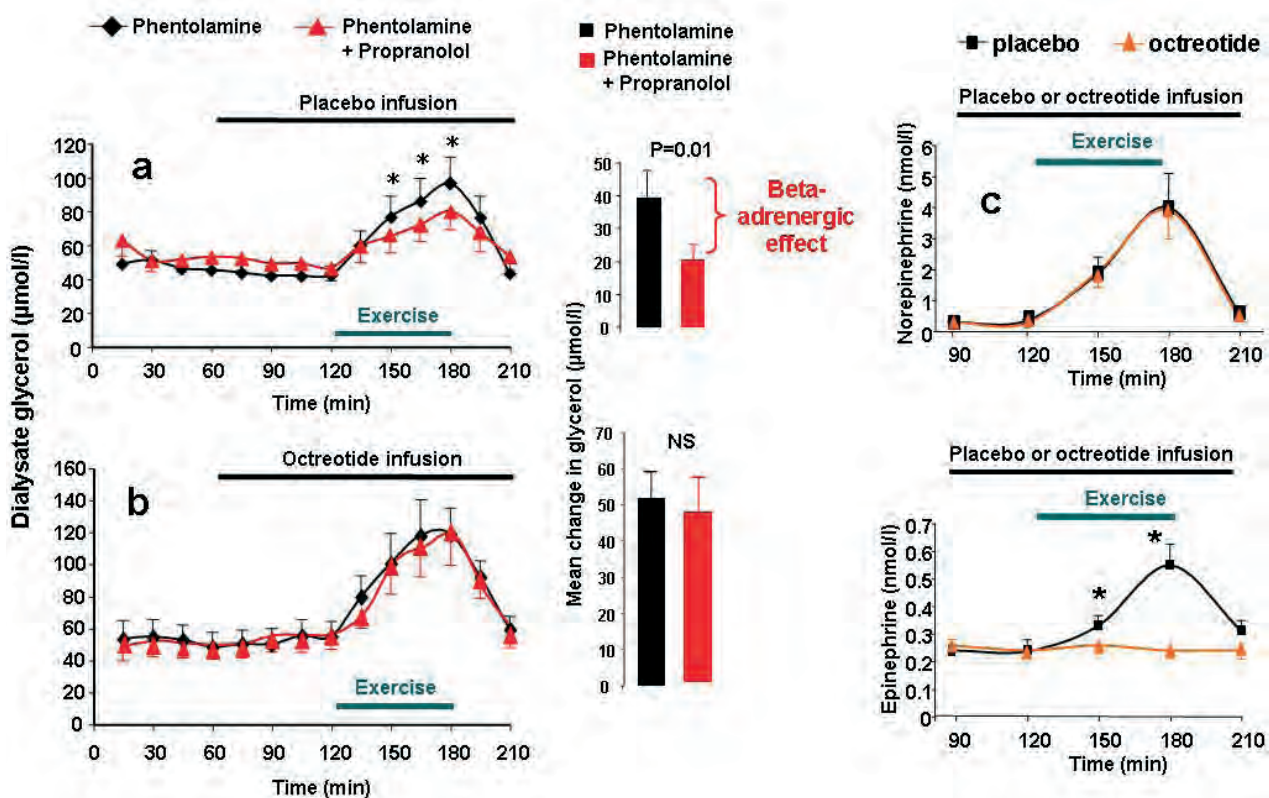 Phentolamine
Phentolamine
+ Propranolol
Placebo infusion
a
120
100
80
60
40
20
0
*
*
*
Exercise
0 30 60 90 120 150 180 210
Time (min)
Dialysate glycerol (µmol/l)
Octreotide infusion
b
160
140
120
100
80
60
40
20
0
Exercise
0 30 60 90 120 150 180 210
Time (min)
Phentolamine
Phentolamine
+ Propranolol
P=0.01
50
40
30
20
10
0
Beta-
adrenergic
effect
Mean change in glycerol (µmol/l)
NS
70
60
50
40
30
20
10
0
placebo
octreotide
Placebo or octreotide infusion
Exercise
C
Norepinephrine (nmol/l)
6
5
4
3
2
1
0
90 120 150 180 210
Time (min)
Placebo or octreotide infusion
Exercise
Epinephrine (nmol/l)
0.7
0.6
0.5
0.4
0.3
0.2
0.1
0
*
*
90 120 150 180 210
Time (min)